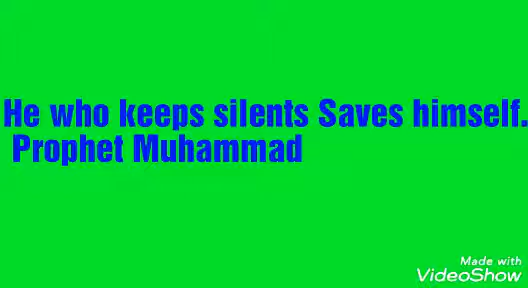 He who keeps silents Saves himself.
Prophet Muhammad
Made with
VideoShow